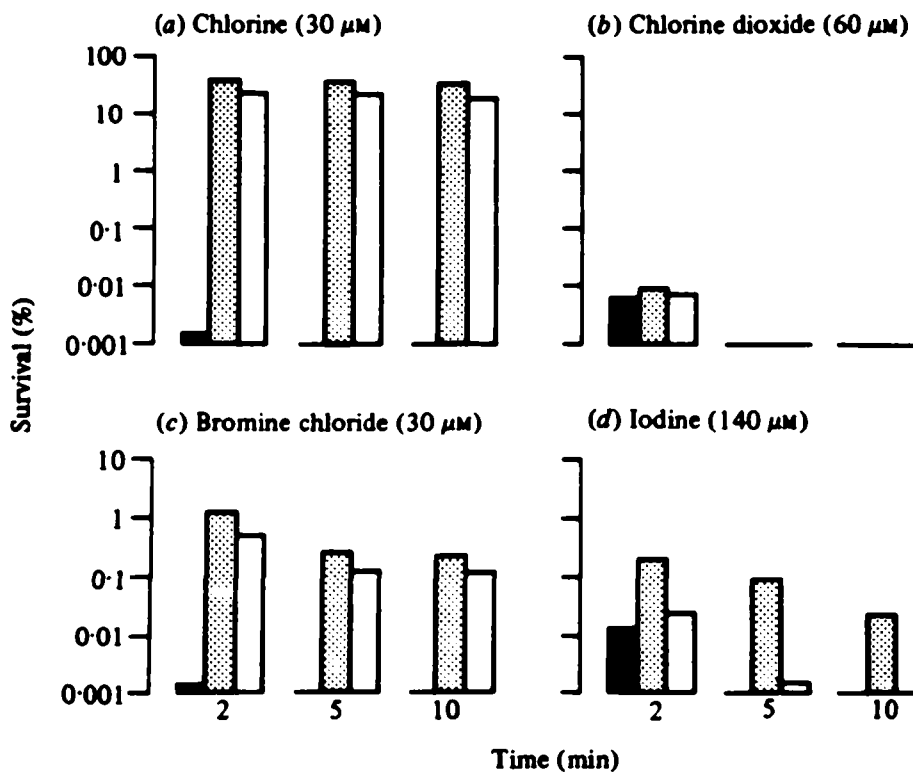 (a) Chlorine (30 μM)
(b) Chlorine dioxide (60 μM)
100
10
1
0·1
0·01
0·001
Survival (%)
(c) Bromine chloride (30 μM)
(d) Iodine (140 μM)
10
1
0·1
0·01
0·001
2
5
10
2
5
10
Time (min)